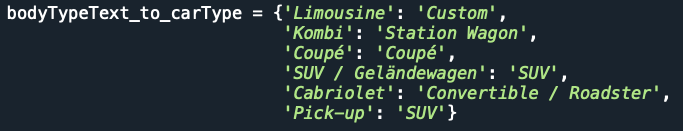 bodyTypeText_to_carType = {'Limousine': 'Custom',
'Kombi': 'Station Wagon',
'Coupé': 'Coupé',
'SUV / Geländewagen': 'SUV',
'Cabriolet': 'Convertible / Roadster',
'Pick-up': 'SUV'}